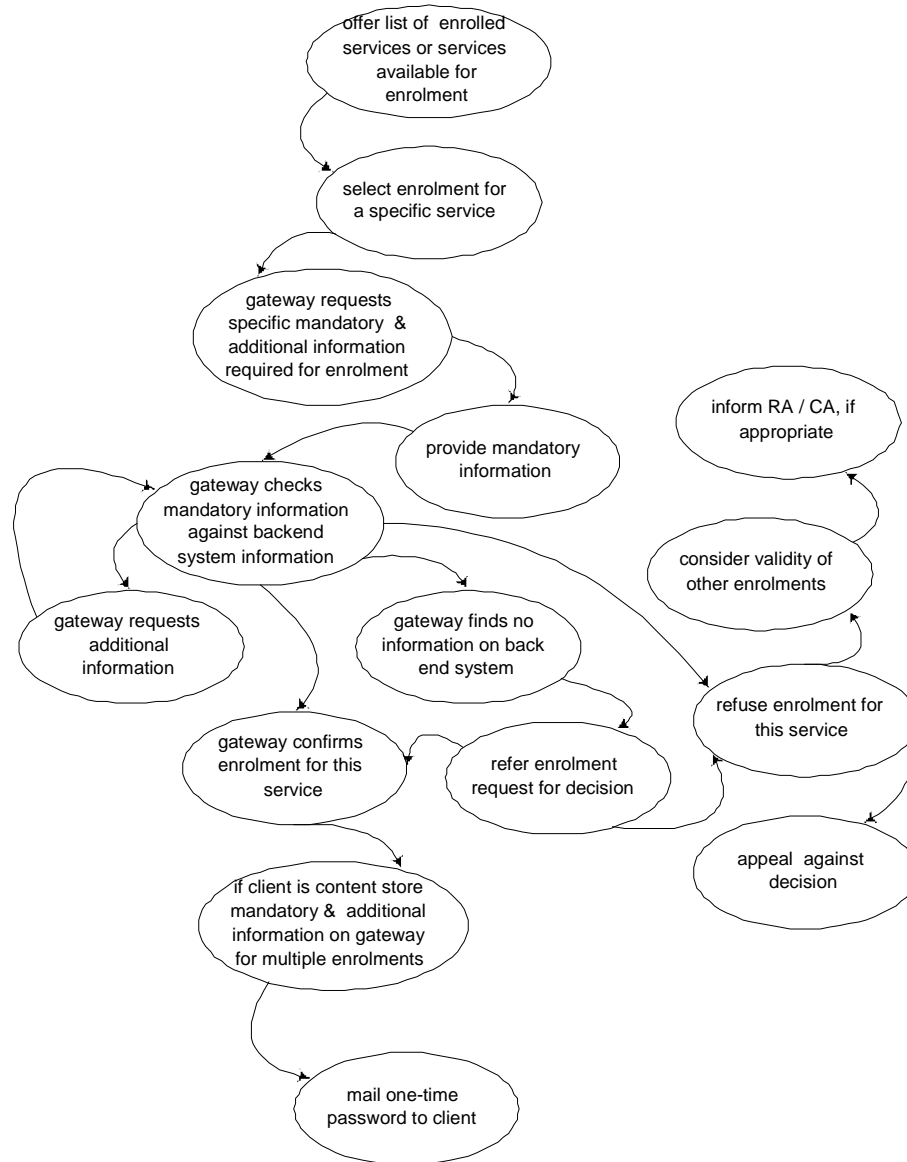 offer list of enrolled
services or services
available for
enrolment
select enrolment for
a specific service
gateway requests
specific mandatory &
additional information
required for enrolment
inform RA / CA, if
appropriate
provide mandatory
information
gateway checks
mandatory information
against backend
system information
consider validity of
other enrolments
gateway requests
additional
information
gateway finds no
information on back
end system
refuse enrolment for
this service
gateway confirms
enrolment for this
service
refer enrolment
request for decision
appeal against
decision
if client is content store
mandatory & additional
information on gateway
for multiple enrolments
mail one-time
password to client